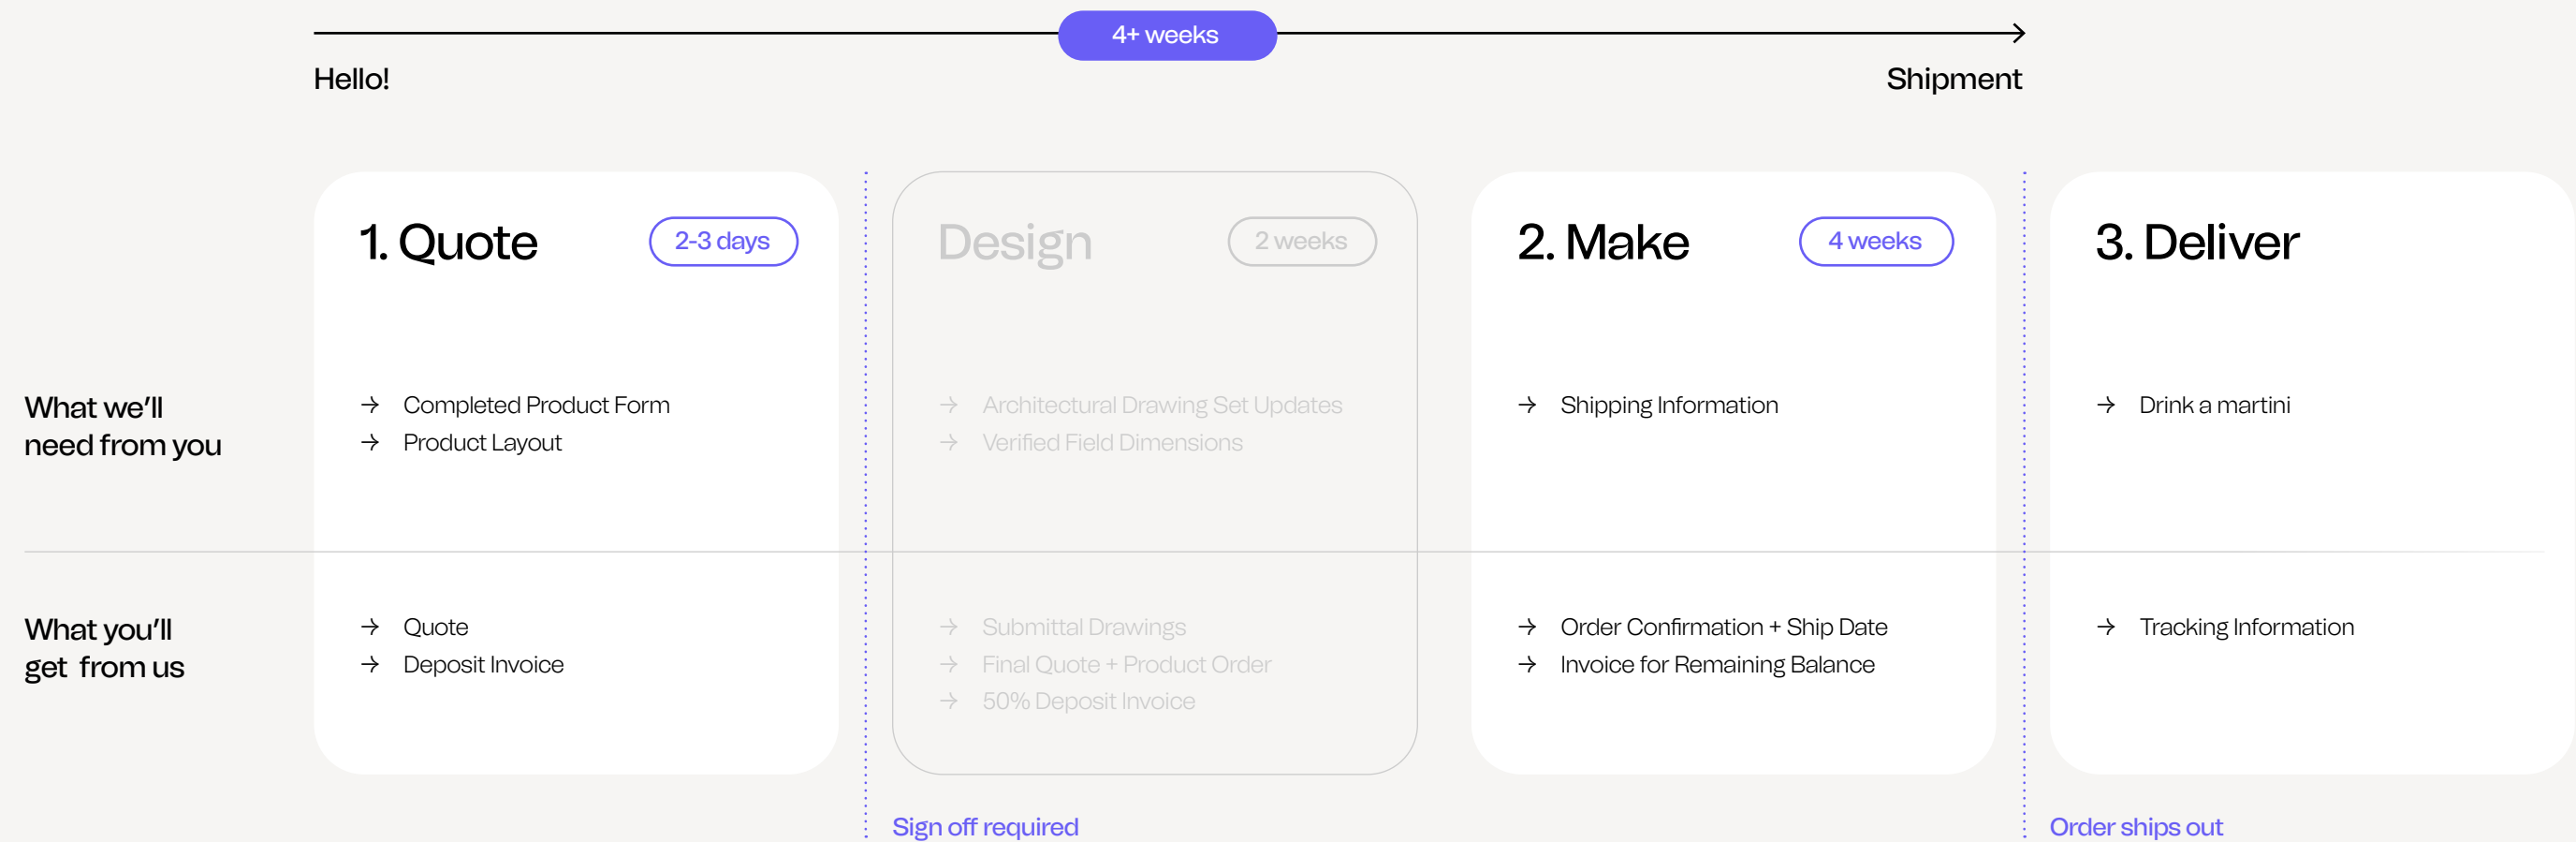 4+ weeks
Hello!
Shipment
1. Quote
2-3 days
Design
2 weeks
2. Make
4 weeks
3. Deliver
What we’ll
need from you
→ Completed Product Form
→ Product Layout
→ Architectural Drawing Set Updates
→ Verified Field Dimensions
→ Shipping Information
→ Drink a martini
What you’ll
get from us
→ Quote
→ Deposit Invoice
→ Submittal Drawings
→ Final Quote + Product Order
→ 50% Deposit Invoice
→ Order Confirmation + Ship Date
→ Invoice for Remaining Balance
→ Tracking Information
Sign off required
Order ships out